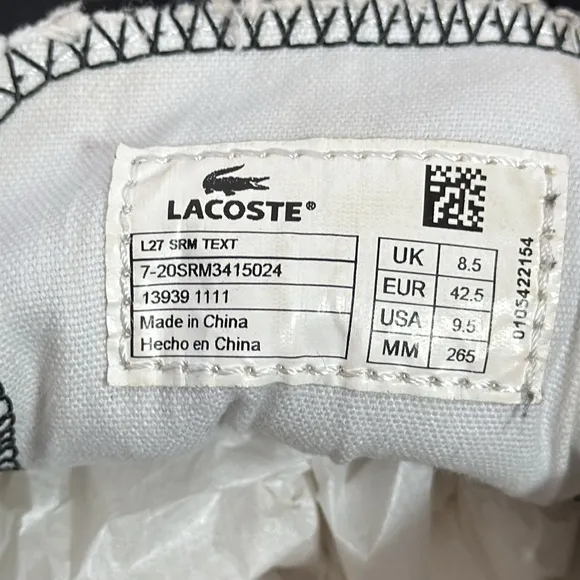 LACOSTE®
L27 SRM TEXT
7-20SRM3415024
13939 1111
Made in China
Hecho en China
UK 8.5
EUR 42.5
USA 9.5
MM 265
0105422154